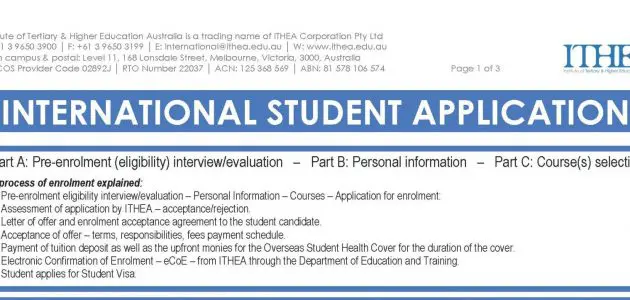 ute of Tertiary & Higher Education Australia is a trading name of ITHEA Corporation Pty Ltd
1 3 9650 3900 | F: +61 3 9650 3199 | E: international@ithea.edu.au | W: www.ithea.edu.au
n campus & postal: Level 11, 168 Lonsdale Street, Melbourne, Victoria, 3000, Australia
COS Provider Code 02892J | RTO Number 22037 | ACN: 125 368 569 | ABN: 81 578 106 574
Page 1 of 3
ITHE
Institute of Tertiary & Higher Educ
INTERNATIONAL STUDENT APPLICATION
art A: Pre-enrolment (eligibility) interview/evaluation – Part B: Personal information – Part C: Course(s) selecti
process of enrolment explained:
Pre-enrolment eligibility interview/evaluation – Personal Information – Courses – Application for enrolment:
Assessment of application by ITHEA – acceptance/rejection.
Letter of offer and enrolment acceptance agreement to the student candidate.
Acceptance of offer – terms, responsibilities, fees payment schedule.
Payment of tuition deposit as well as the upfront monies for the Overseas Student Health Cover for the duration of the cover.
Electronic Confirmation of Enrolment – eCoE – from ITHEA through the Department of Education and Training.
Student applies for Student Visa.